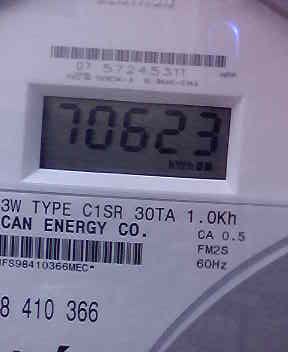 07 57245311
70623
kWh
3W TYPE C1SR 30TA 1.0Kh
CAN ENERGY CO.
CA 0.5
FM2S
IFS98410366MEC*
60Hz
8 410 366